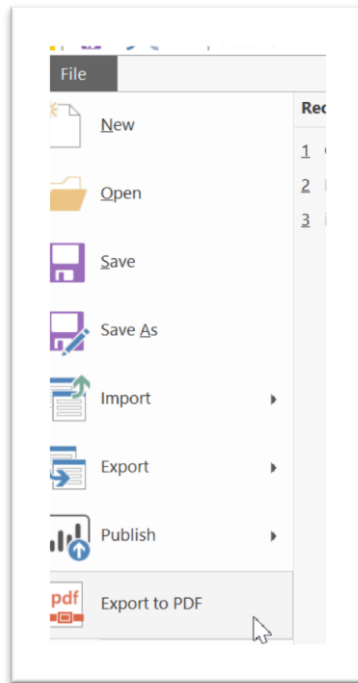 File
New
1
Open
2
Save
3
Save As
Import
Export
Publish
pdf
Export to PDF